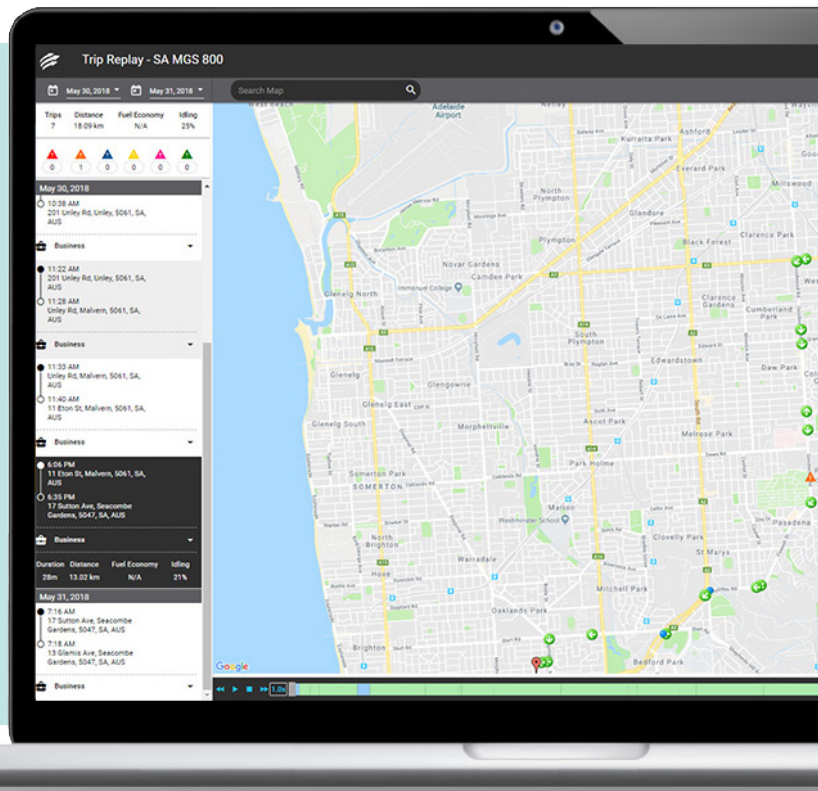 Trip Replay - SA MGS 800
May 30, 2018
May 31, 2018
Search Map
Trips Distance Fuel Economy Idling
7 18.09 km N/A 25%
0 1 0 0 0 0
May 30, 2018
10:38 AM
201 Unley Rd, Unley, 5061, SA,
AUS
Business
11:22 AM
201 Unley Rd, Unley, 5061, SA,
AUS
11:28 AM
Unley Rd, Malvern, 5061, SA,
AUS
Business
11:33 AM
Unley Rd, Malvern, 5061, SA,
AUS
11:40 AM
11 Eton St, Malvern, 5061, SA,
AUS
Business
6:06 PM
11 Eton St, Malvern, 5061, SA,
AUS
6:35 PM
17 Sutton Ave, Seacombe
Gardens, 5047, SA, AUS
Business
Duration Distance Fuel Economy Idling
28m 13.02 km N/A 21%
May 31, 2018
7:16 AM
17 Sutton Ave, Seacombe
Gardens, 5047, SA, AUS
7:18 AM
13 Glamis Ave, Seacombe
Gardens, 5047, SA, AUS
Business
West Beach
Adelaide
Airport
Netley
Kurralta Park
Ashford
Everard Park
Millswood
North
Plympton
Glandore
Plympton
Black Forest
Clarence Park
Novar Gardens
Camden Park
Immanuel College
Glenelg North
Clarence
Gardens
Cumberland
Park
South
Plympton
Edwardstown
Daw Park
Glenelg
Glengowrie
Glenelg East
Glenelg South
Morphettville
Ascot Park
Melrose Park
Park Holme
Somerton Park
SOMERTON
Oaklands Rd
Marion
Westminster School
Pasadena
North
Brighton
Clovelly Park
St Marys
Warradale
Hove
Mitchell Park
Oaklands Park
Brighton
Bedford Park
Google
1.0x